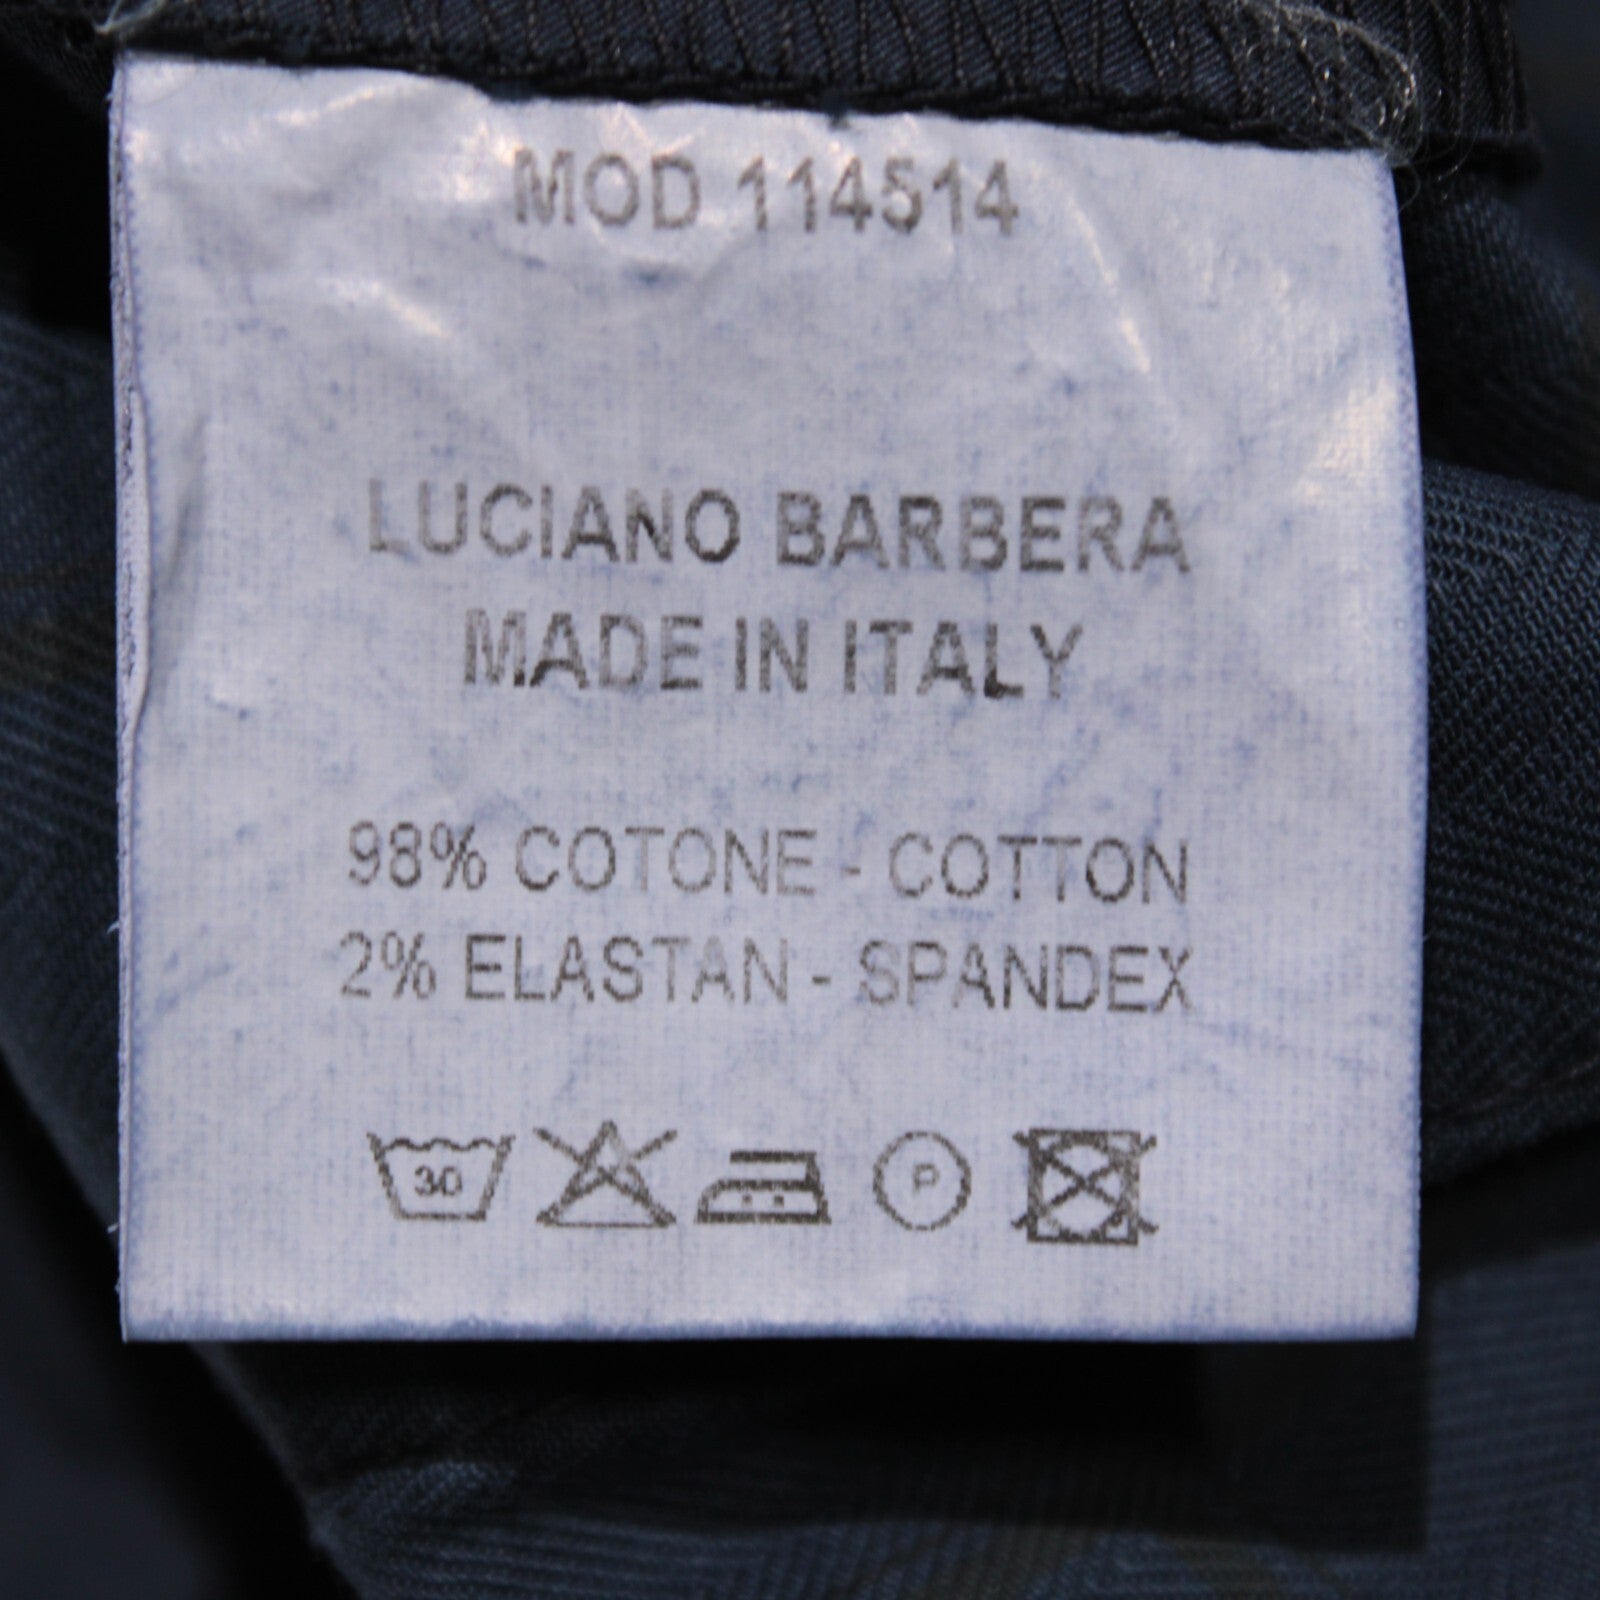 MOD 114514
LUCIANO BARBERA
MADE IN ITALY
98% COTONE - COTTON
2% ELASTAN - SPANDEX
30 P